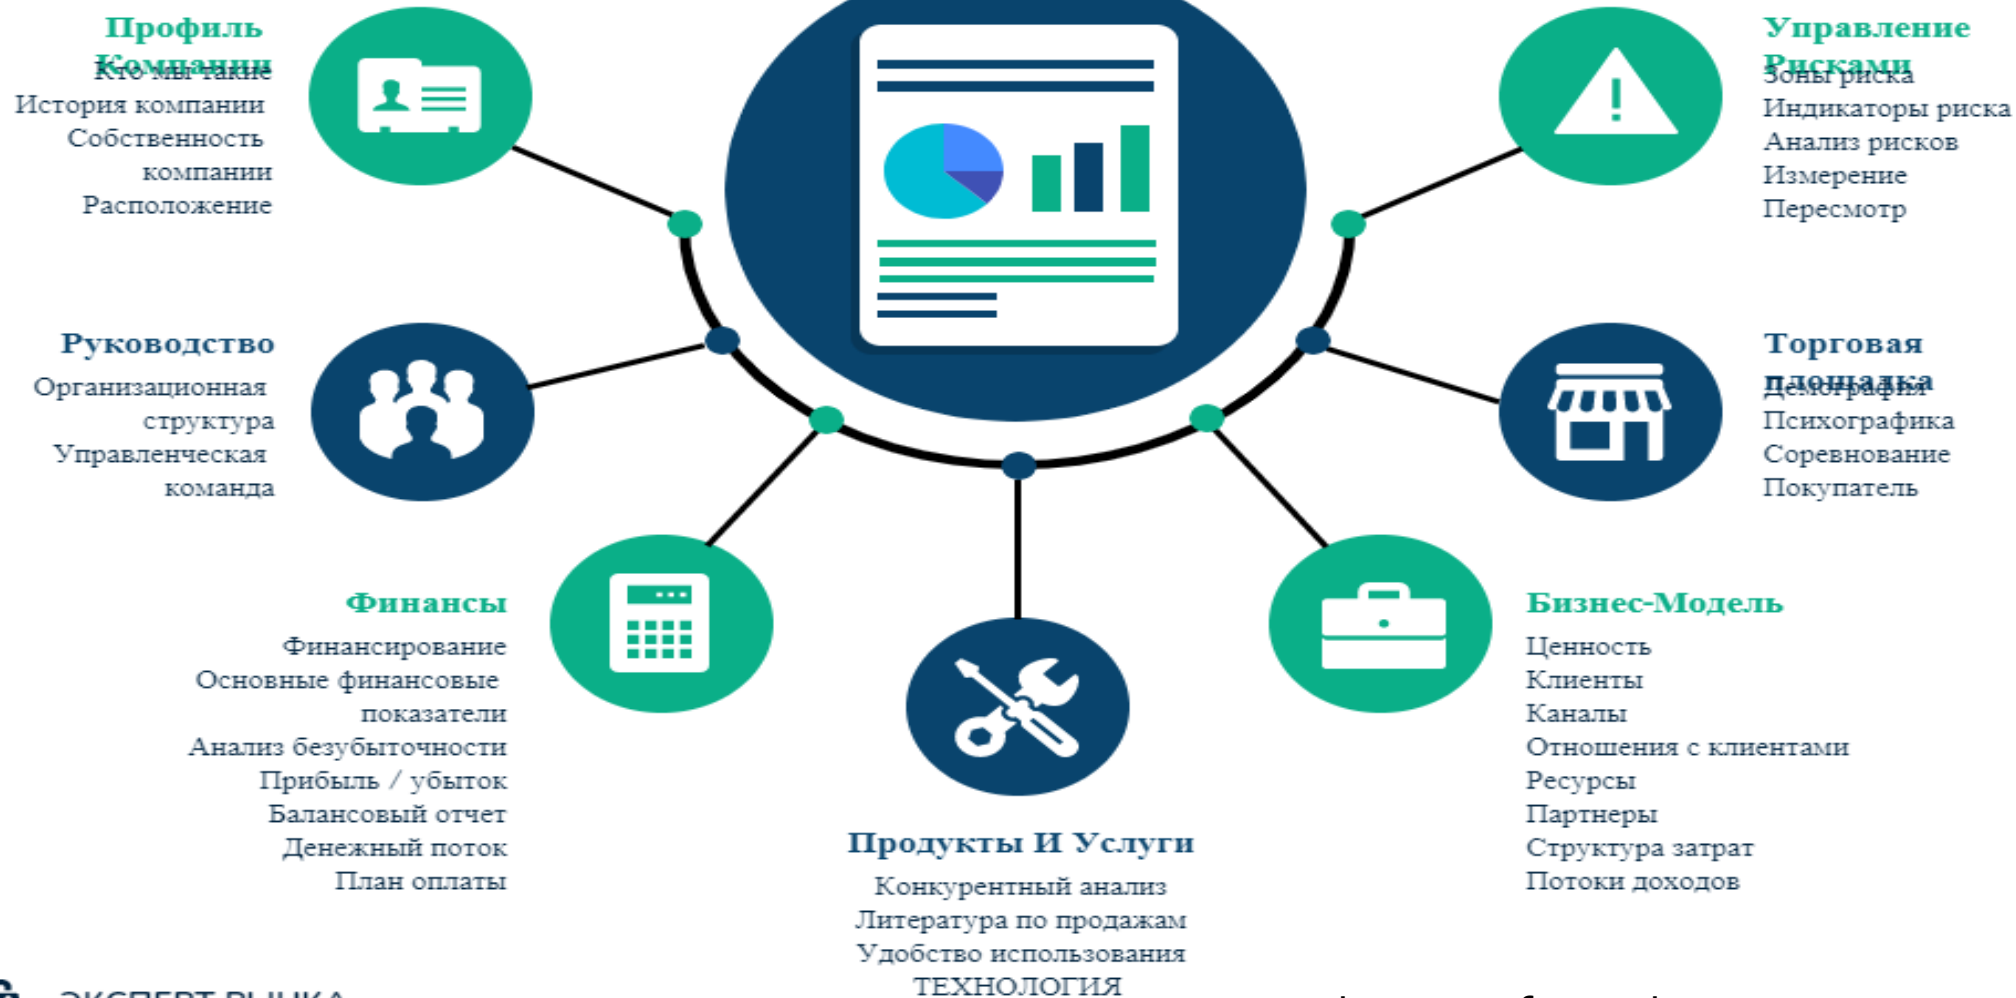 Профиль
Компании
Кто мы такие
История компании
Собственность
компании
Расположение
Руководство
Организационная
структура
Управленческая
команда
Финансы
Финансирование
Основные финансовые
показатели
Анализ безубыточности
Прибыль / убыток
Балансовый отчет
Денежный поток
План оплаты
Продукты И Услуги
Конкурентный анализ
Литература по продажам
Удобство использования
ТЕХНОЛОГИЯ
Бизнес-Модель
Ценность
Клиенты
Каналы
Отношения с клиентами
Ресурсы
Партнеры
Структура затрат
Потоки доходов
Торговая
площадка
Демография
Психографика
Соревнование
Покупатель
Управление
Рисками
Зоны риска
Индикаторы риска
Анализ рисков
Измерение
Пересмотр
ЭКСПЕРТ РЫНКА